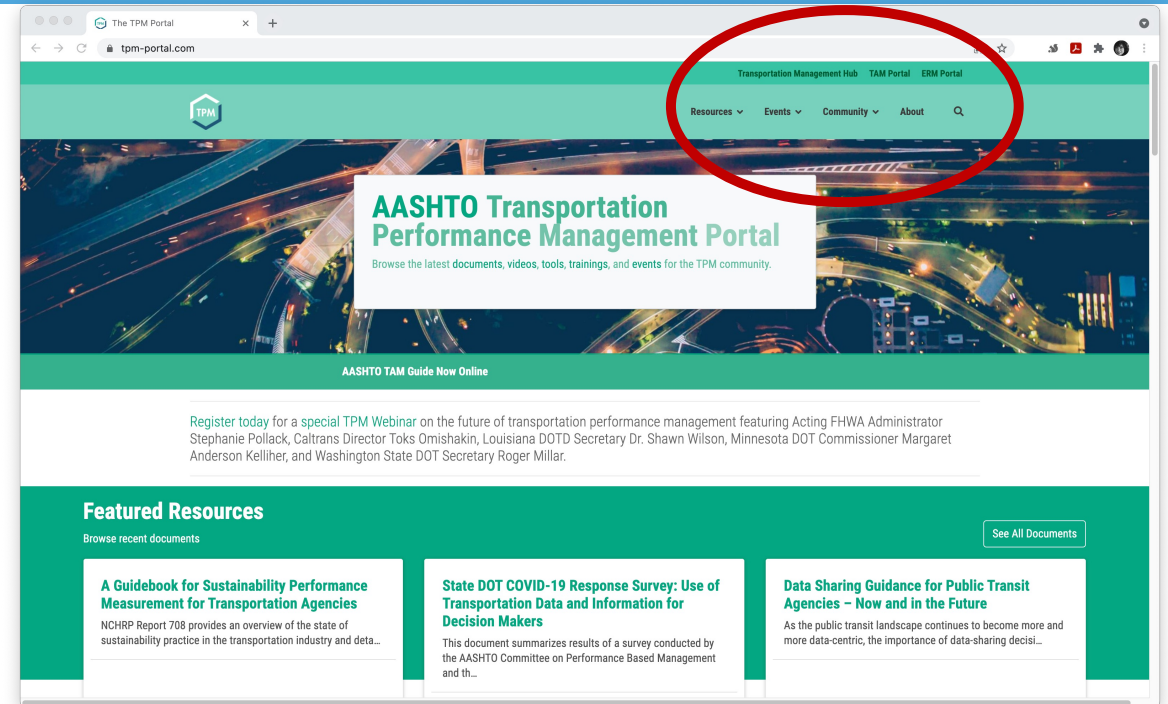 The TPM Portal
tpm-portal.com
Transportation Management Hub TAM Portal ERM Portal
TPM
Resources Events Community About
AASHTO Transportation
Performance Management Portal
Browse the latest documents, videos, tools, trainings, and events for the TPM community.
AASHTO TAM Guide Now Online
Register today for a special TPM Webinar on the future of transportation performance management featuring Acting FHWA Administrator
Stephanie Pollack, Caltrans Director Toks Omishakin, Louisiana DOTD Secretary Dr. Shawn Wilson, Minnesota DOT Commissioner Margaret
Anderson Kelliher, and Washington State DOT Secretary Roger Millar.
Featured Resources
Browse recent documents
See All Documents
A Guidebook for Sustainability Performance
Measurement for Transportation Agencies
NCHRP Report 708 provides an overview of the state of
sustainability practice in the transportation industry and deta...
State DOT COVID-19 Response Survey: Use of
Transportation Data and Information for
Decision Makers
This document summarizes results of a survey conducted by
the AASHTO Committee on Performance Based Management
and th...
Data Sharing Guidance for Public Transit
Agencies – Now and in the Future
As the public transit landscape continues to become more and
more data-centric, the importance of data-sharing decisi...